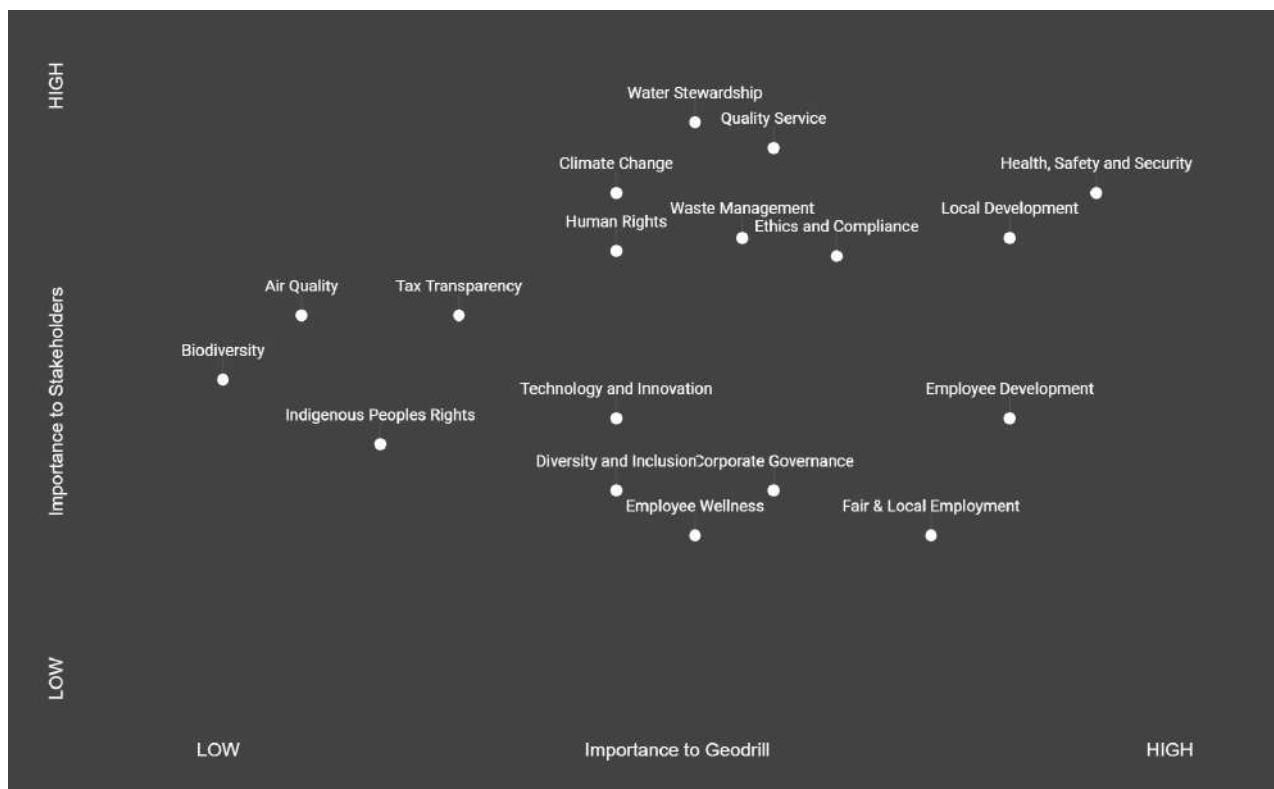 HIGH
Water Stewardship
Quality Service
Climate Change
Health, Safety and Security
Human Rights
Waste Management
Local Development
Ethics and Compliance
Air Quality
Tax Transparency
Importance to Stakeholders
Biodiversity
Technology and Innovation
Employee Development
Indigenous Peoples Rights
Diversity and Inclusion
Corporate Governance
Employee Wellness
Fair & Local Employment
LOW
LOW
Importance to Geodrill
HIGH